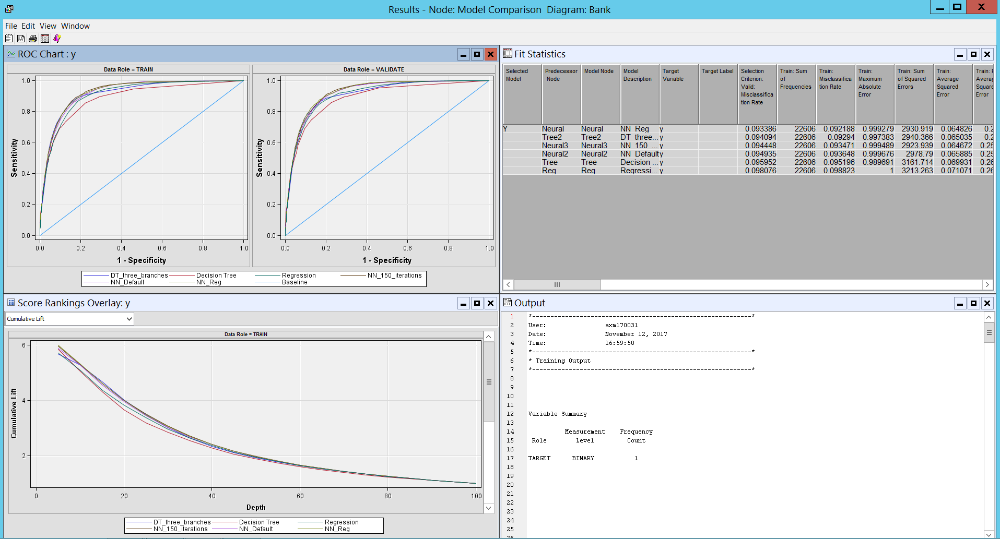 Results - Node: Model Comparison  Diagram: Bank
File Edit View Window
ROC Chart : y
Data Role = TRAIN
Data Role = VALIDATE
1.0
0.8
0.6
0.4
0.2
0.0
Sensitivity
0.0 0.2 0.4 0.6 0.8 1.0
1 - Specificity
1.0
0.8
0.6
0.4
0.2
0.0
Sensitivity
0.0 0.2 0.4 0.6 0.8 1.0
1 - Specificity
DT_three_branches Decision Tree Regression NN_150_iterations
NN_Default NN_Reg Baseline
Fit Statistics
Selected Model
Predecessor Node
Model Node
Model Description
Target Variable
Target Label
Selection Criterion: Valid: Misclassifica tion Rate
Train: Sum of Frequencies
Train: Misclassifica tion Rate
Train: Maximum Absolute Error
Train: Sum of Squared Errors
Train: Average Squared Error
Y Neural Neural NN_Reg y 0.093386 22606 0.092188 0.999279 2930.919 0.064826 0.2
Tree2 Tree2 DT_three... y 0.094094 22606 0.09294 0.997383 2940.366 0.065035 0.2
Neural3 Neural3 NN_150_... y 0.094448 22606 0.093471 0.999489 2923.939 0.064672 0.25
Neural2 Neural2 NN_Default y 0.094935 22606 0.093648 0.999676 2978.79 0.065885 0.25
Tree Tree Decision ... y 0.095952 22606 0.095196 0.989691 3161.714 0.069931 0.26
Reg Reg Regressi... y 0.098076 22606 0.098823 1 3213.263 0.071071 0.26
Score Rankings Overlay: y
Cumulative Lift
Data Role = TRAIN
6
4
2
Cumulative Lift
0 20 40 60 80 100
Depth
DT_three_branches Decision Tree Regression
NN_150_iterations NN_Default NN_Reg
Output
1 *------------------------------------------------------------*
2 User: axm170031
3 Date: November 12, 2017
4 Time: 16:59:50
5 *------------------------------------------------------------*
6 * Training Output
7 *------------------------------------------------------------*
8
9
10
11
12 Variable Summary
13
14 Measurement Frequency
15 Role Level Count
16
17 TARGET BINARY 1
18
19
20
21
22
23
24
25